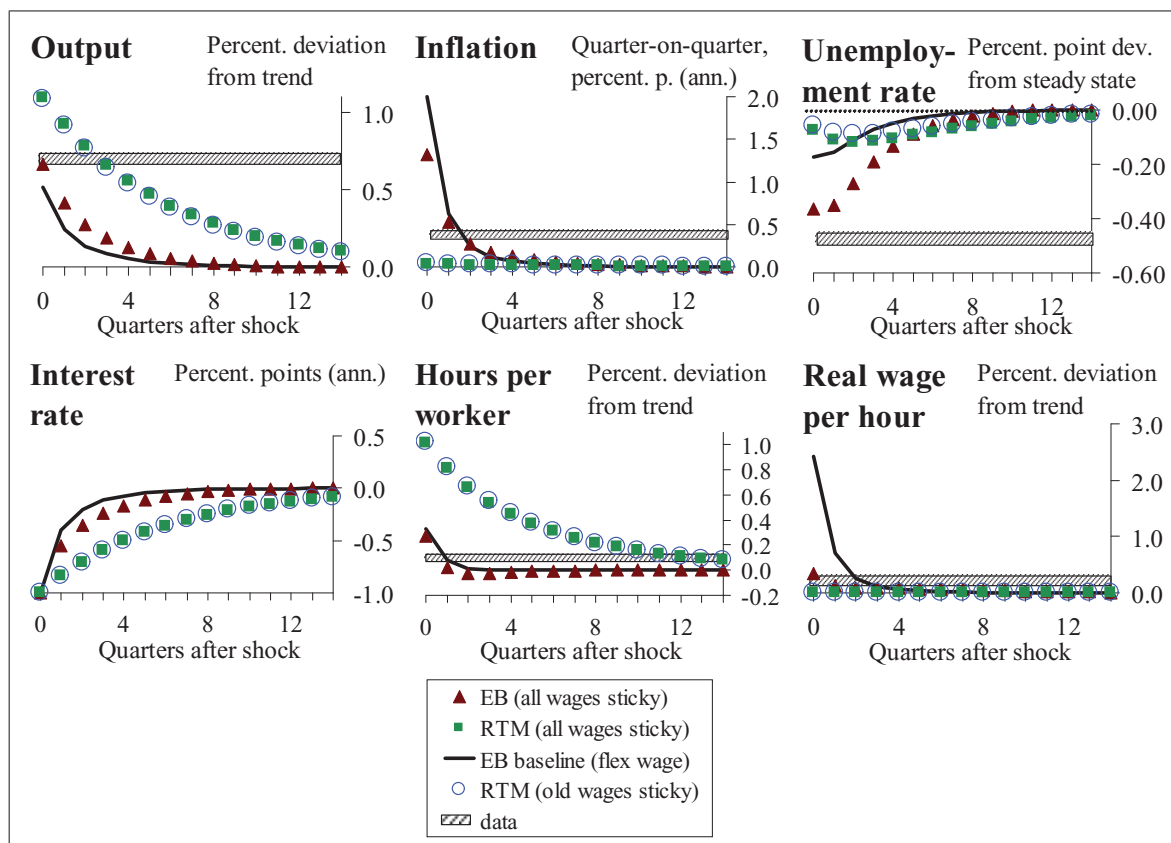 Output
Percent. deviation
from trend
1.0
0.5
0.0
0
4
8
12
Quarters after shock
Inflation
Quarter-on-quarter,
percent. p. (ann.)
2.0
1.5
1.0
0.5
0.0
0
4
8
12
Quarters after shock
Unemploy-
ment rate
Percent. point dev.
from steady state
0.00
-0.20
-0.40
-0.60
0
4
8
12
Quarters after shock
Interest
rate
Percent. points (ann.)
0.5
0.0
-0.5
-1.0
0
4
8
12
Quarters after shock
Hours per
worker
Percent. deviation
from trend
1.0
0.8
0.6
0.4
0.2
0.0
-0.2
0
4
8
12
Quarters after shock
Real wage
per hour
Percent. deviation
from trend
3.0
2.0
1.0
0.0
0
4
8
12
Quarters after shock
EB (all wages sticky)
RTM (all wages sticky)
EB baseline (flex wage)
RTM (old wages sticky)
data